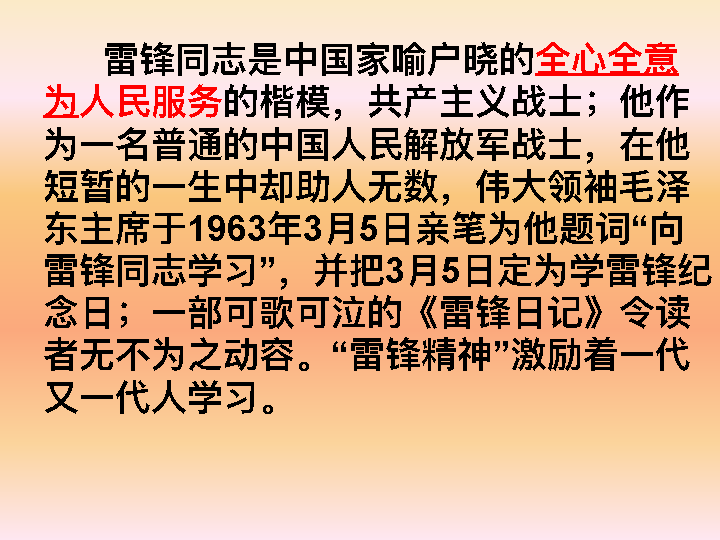 雷锋同志是中国家喻户晓的全心全意
为人民服务的楷模，共产主义战士；他作
为一名普通的中国人民解放军战士，在他
短暂的一生中却助人无数，伟大领袖毛泽
东主席于1963年3月5日亲笔为他题词“向
雷锋同志学习”，并把3月5日定为学雷锋纪
念日；一部可歌可泣的《雷锋日记》令读
者无不为之动容。“雷锋精神”激励着一代
又一代人学习。